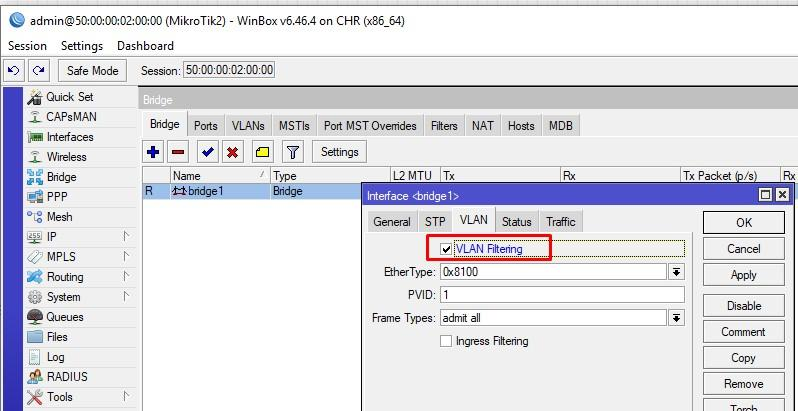 admin@50:00:00:02:00:00 (MikroTik2) - WinBox v6.46.4 on CHR (x86_64)
Session Settings Dashboard
Safe Mode Session: 50:00:00:02:00:00
Quick Set
CAPsMAN
Interfaces
Wireless
Bridge
PPP
Mesh
255 IP
MPLS
Routing
System
Queues
Files
Log
RADIUS
Tools
Bridge
Bridge Ports VLANs MSTIs Port MST Overrides Filters NAT Hosts MDB
Settings
Name / Type L2 MTU Tx Rx Tx Packet (p/s) Rx
R bridge1 Bridge
Interface <bridge1>
General STP VLAN Status Traffic
VLAN Filtering
EtherType: 0x8100
PVID: 1
Frame Types: admit all
Ingress Filtering
OK
Cancel
Apply
Disable
Comment
Copy
Remove
Torch